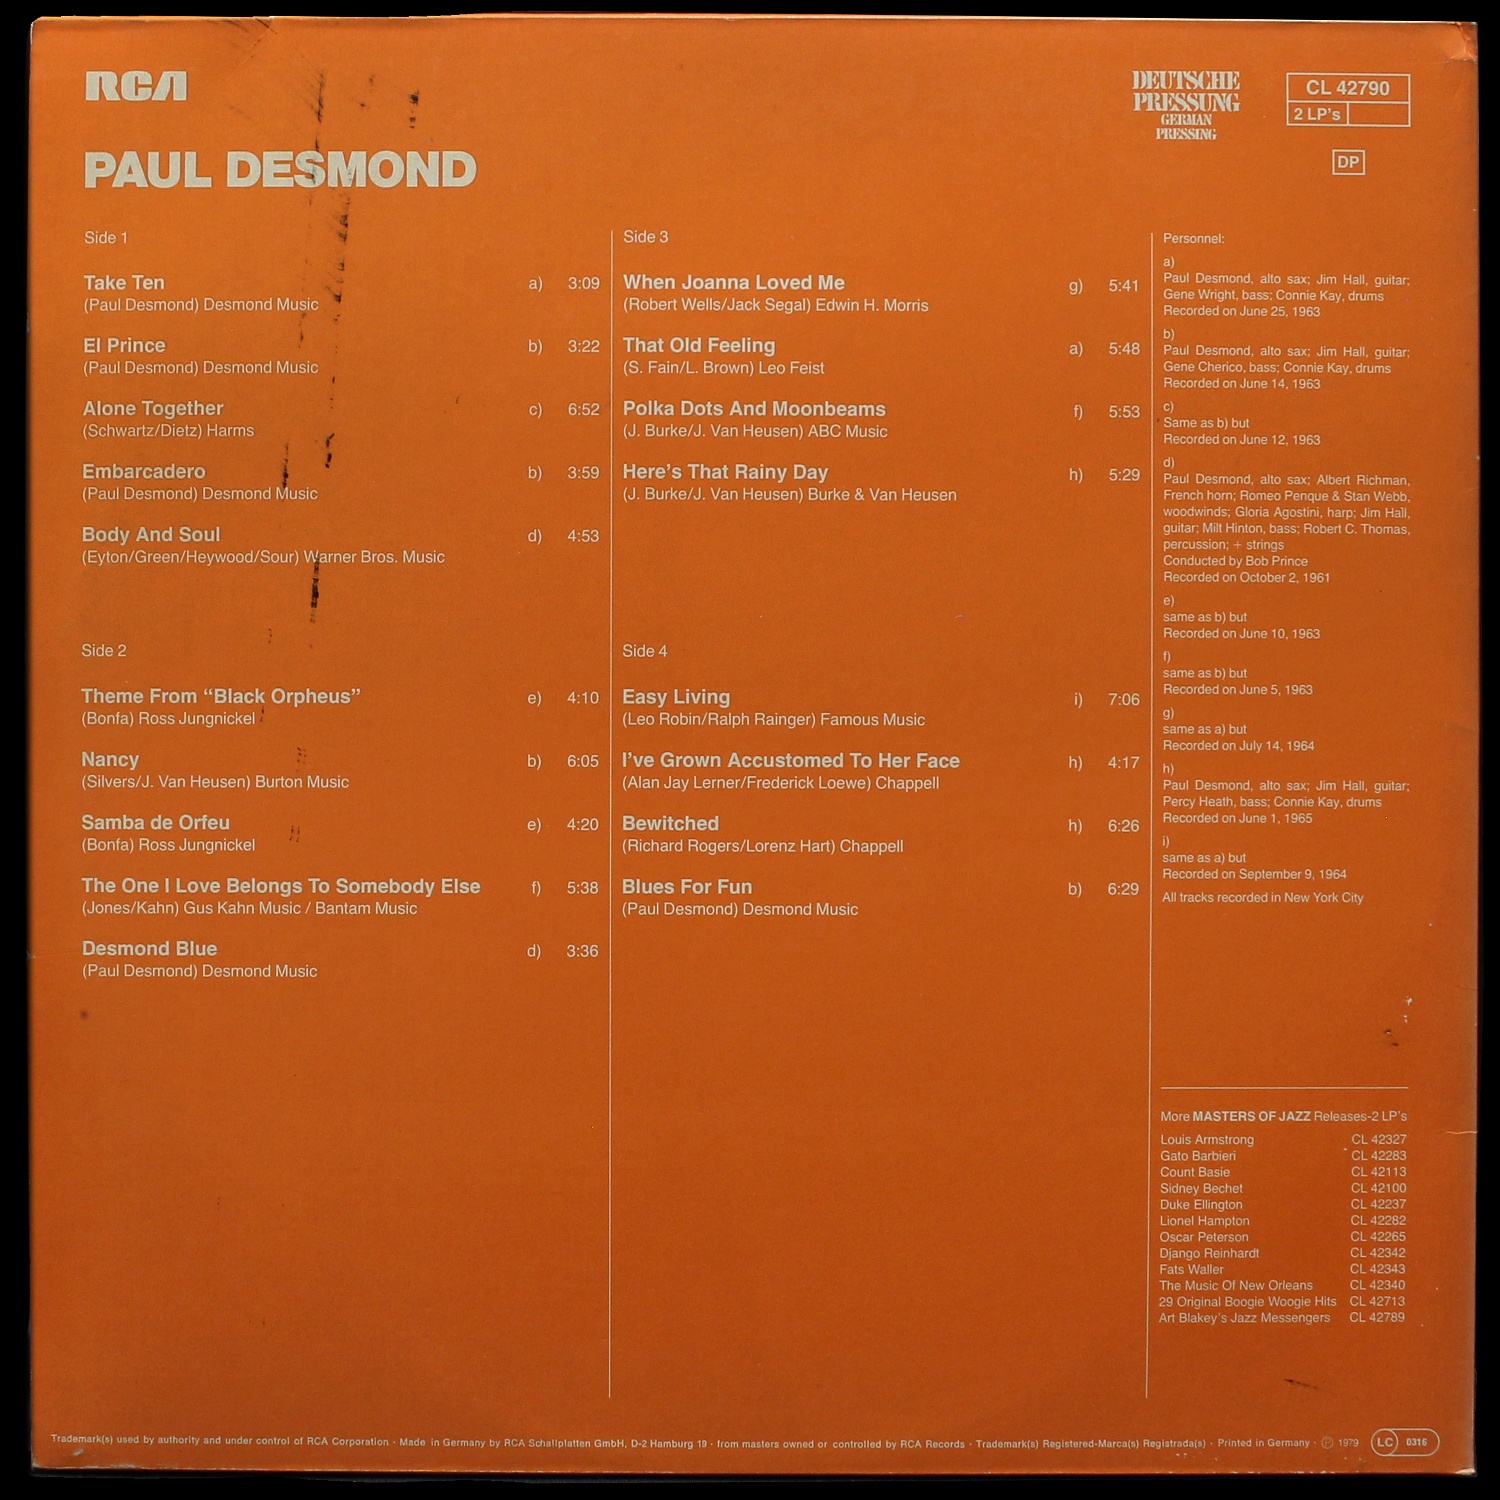 RCA
DEUTSCHE
PRESSUNG
GERMAN
PRESSING
CL 42790
2 LP's
DP
PAUL DESMOND
Side 1
Take Ten a) 3:09
(Paul Desmond) Desmond Music
El Prince b) 3:22
(Paul Desmond) Desmond Music
Alone Together c) 6:52
(Schwartz/Dietz) Harms
Embarcadero b) 3:59
(Paul Desmond) Desmond Music
Body And Soul d) 4:53
(Eyton/Green/Heywood/Sour) Warner Bros. Music
Side 2
Theme From “Black Orpheus” e) 4:10
(Bonfa) Ross Jungnickel
Nancy b) 6:05
(Silvers/J. Van Heusen) Burton Music
Samba de Orfeu e) 4:20
(Bonfa) Ross Jungnickel
The One I Love Belongs To Somebody Else f) 5:38
(Jones/Kahn) Gus Kahn Music / Bantam Music
Desmond Blue d) 3:36
(Paul Desmond) Desmond Music
Side 3
When Joanna Loved Me g) 5:41
(Robert Wells/Jack Segal) Edwin H. Morris
That Old Feeling a) 5:48
(S. Fain/L. Brown) Leo Feist
Polka Dots And Moonbeams f) 5:53
(J. Burke/J. Van Heusen) ABC Music
Here's That Rainy Day h) 5:29
(J. Burke/J. Van Heusen) Burke & Van Heusen
Side 4
Easy Living i) 7:06
(Leo Robin/Ralph Rainger) Famous Music
I've Grown Accustomed To Her Face h) 4:17
(Alan Jay Lerner/Frederick Loewe) Chappell
Bewitched h) 6:26
(Richard Rogers/Lorenz Hart) Chappell
Blues For Fun b) 6:29
(Paul Desmond) Desmond Music
Personnel:
a)
Paul Desmond, alto sax; Jim Hall, guitar;
Gene Wright, bass; Connie Kay, drums
Recorded on June 25, 1963
b)
Paul Desmond, alto sax; Jim Hall, guitar;
Gene Cherico, bass; Connie Kay, drums
Recorded on June 14, 1963
c)
Same as b) but
Recorded on June 12, 1963
d)
Paul Desmond, alto sax; Albert Richman,
French horn; Romeo Penque & Stan Webb,
woodwinds; Gloria Agostini, harp; Jim Hall,
guitar; Milt Hinton, bass; Robert C. Thomas,
percussion; + strings
Conducted by Bob Prince
Recorded on October 2, 1961
e)
same as b) but
Recorded on June 10, 1963
f)
same as b) but
Recorded on June 5, 1963
g)
same as a) but
Recorded on July 14, 1964
h)
Paul Desmond, alto sax; Jim Hall, guitar;
Percy Heath, bass; Connie Kay, drums
Recorded on June 1, 1965
i)
same as a) but
Recorded on September 9, 1964
All tracks recorded in New York City
More MASTERS OF JAZZ Releases-2 LP's
Louis Armstrong CL 42327
Gato Barbieri CL 42283
Count Basie CL 42113
Sidney Bechet CL 42100
Duke Ellington CL 42237
Lionel Hampton CL 42282
Oscar Peterson CL 42265
Django Reinhardt CL 42342
Fats Waller CL 42343
The Music Of New Orleans CL 42340
29 Original Boogie Woogie Hits CL 42713
Art Blakey's Jazz Messengers CL 42789
Trademark(s) used by authority and under control of RCA Corporation · Made in Germany by RCA Schallplatten GmbH, D-2 Hamburg 19 · from masters owned or controlled by RCA Records · Trademark(s) Registered-Marca(s) Registrada(s) · Printed in Germany · Ⓟ 1979 LC 0316